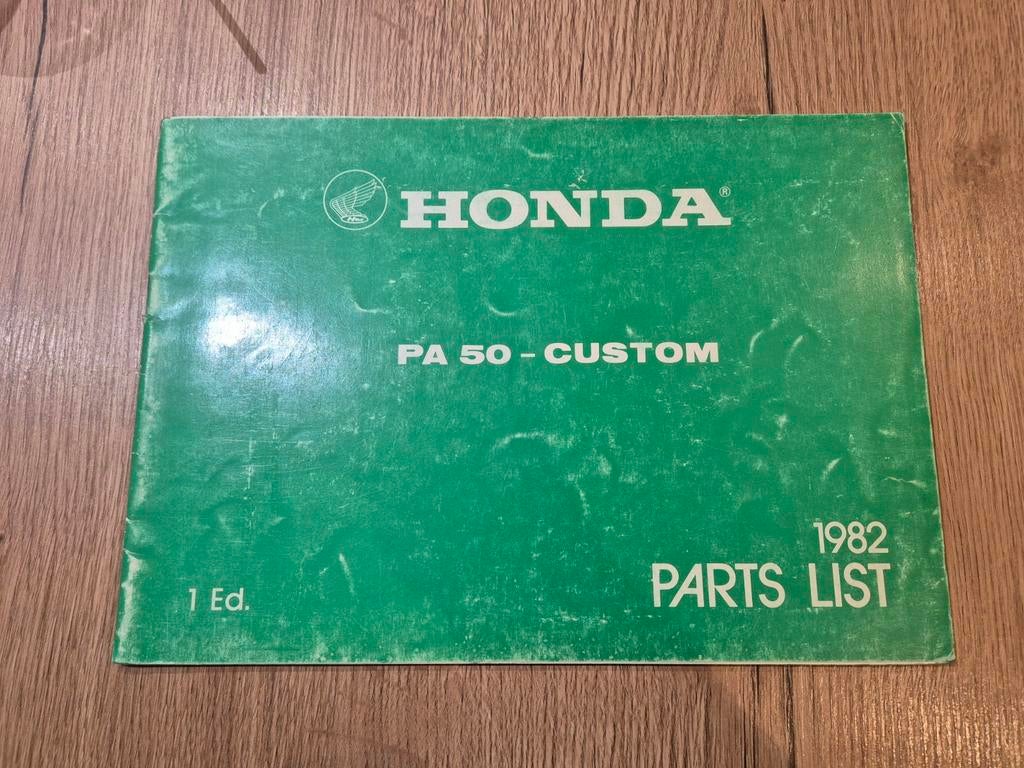 HONDA®
PA 50 - CUSTOM
1982
PARTS LIST
1 Ed.